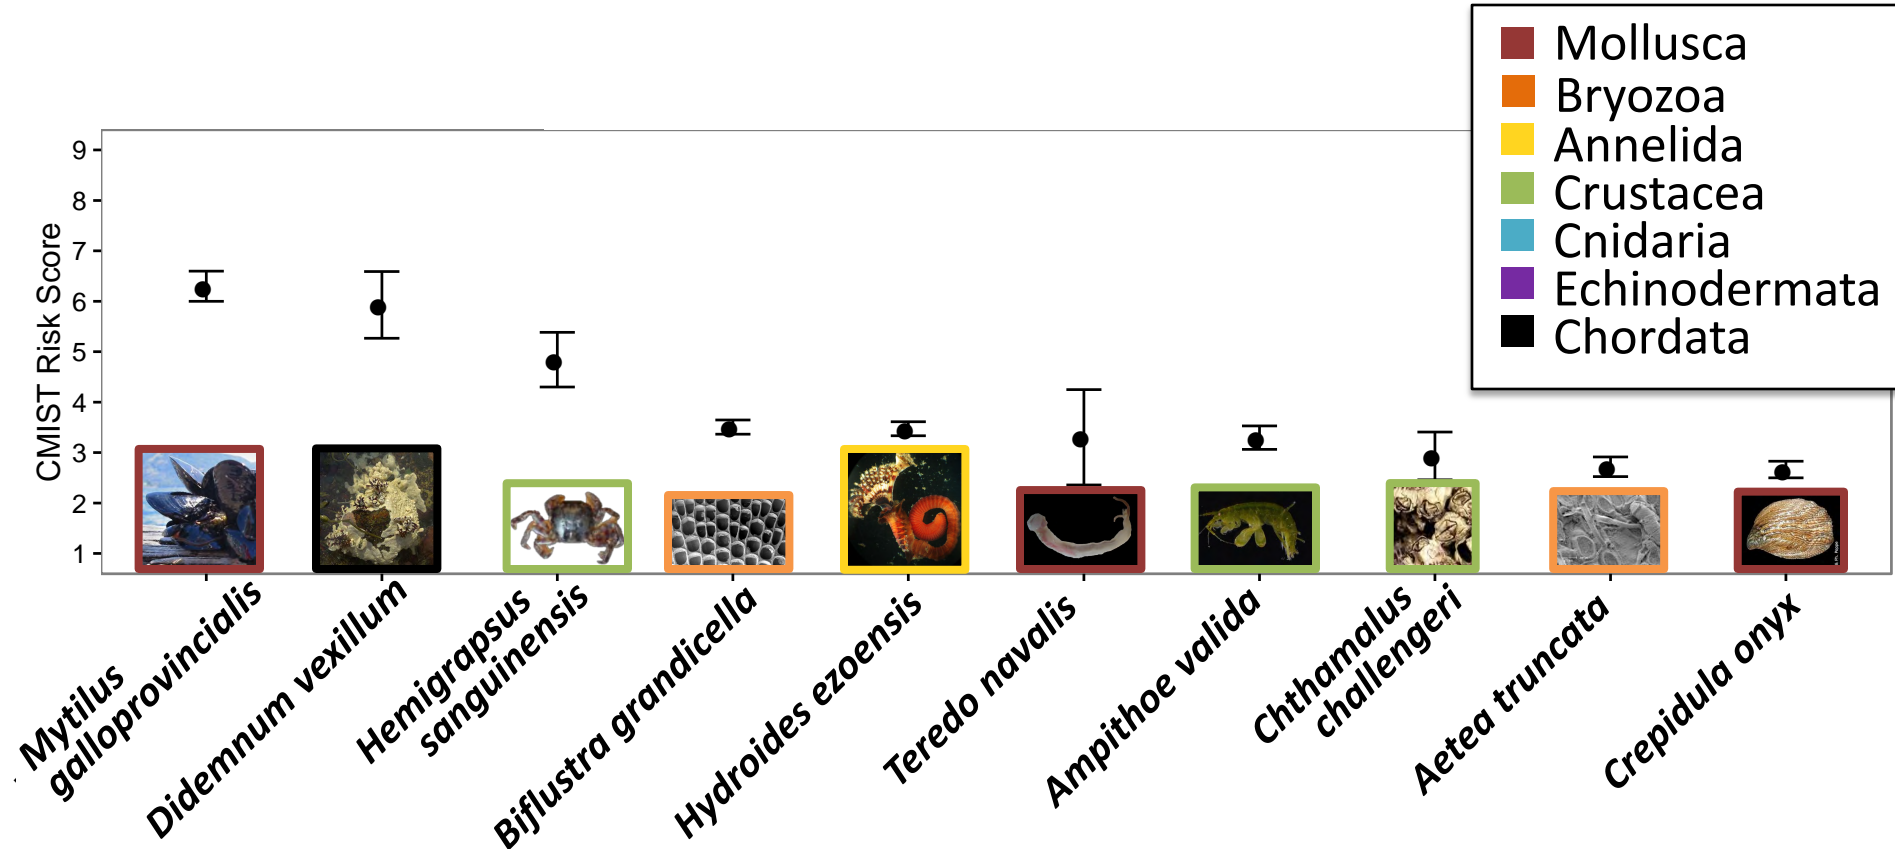 Mollusca
Bryozoa
Annelida
Crustacea
Cnidaria
Echinodermata
Chordata
CMIST Risk Score
9
8
7
6
5
4
3
2
1
Mytilus
galloprovincialis
Didemnum vexillum
Hemigrapsus
sanguinensis
Biflustra grandicella
Hydroides ezoensis
Teredo navalis
Ampithoe valida
Chthamalus
challengeri
Aetea truncata
Crepidula onyx